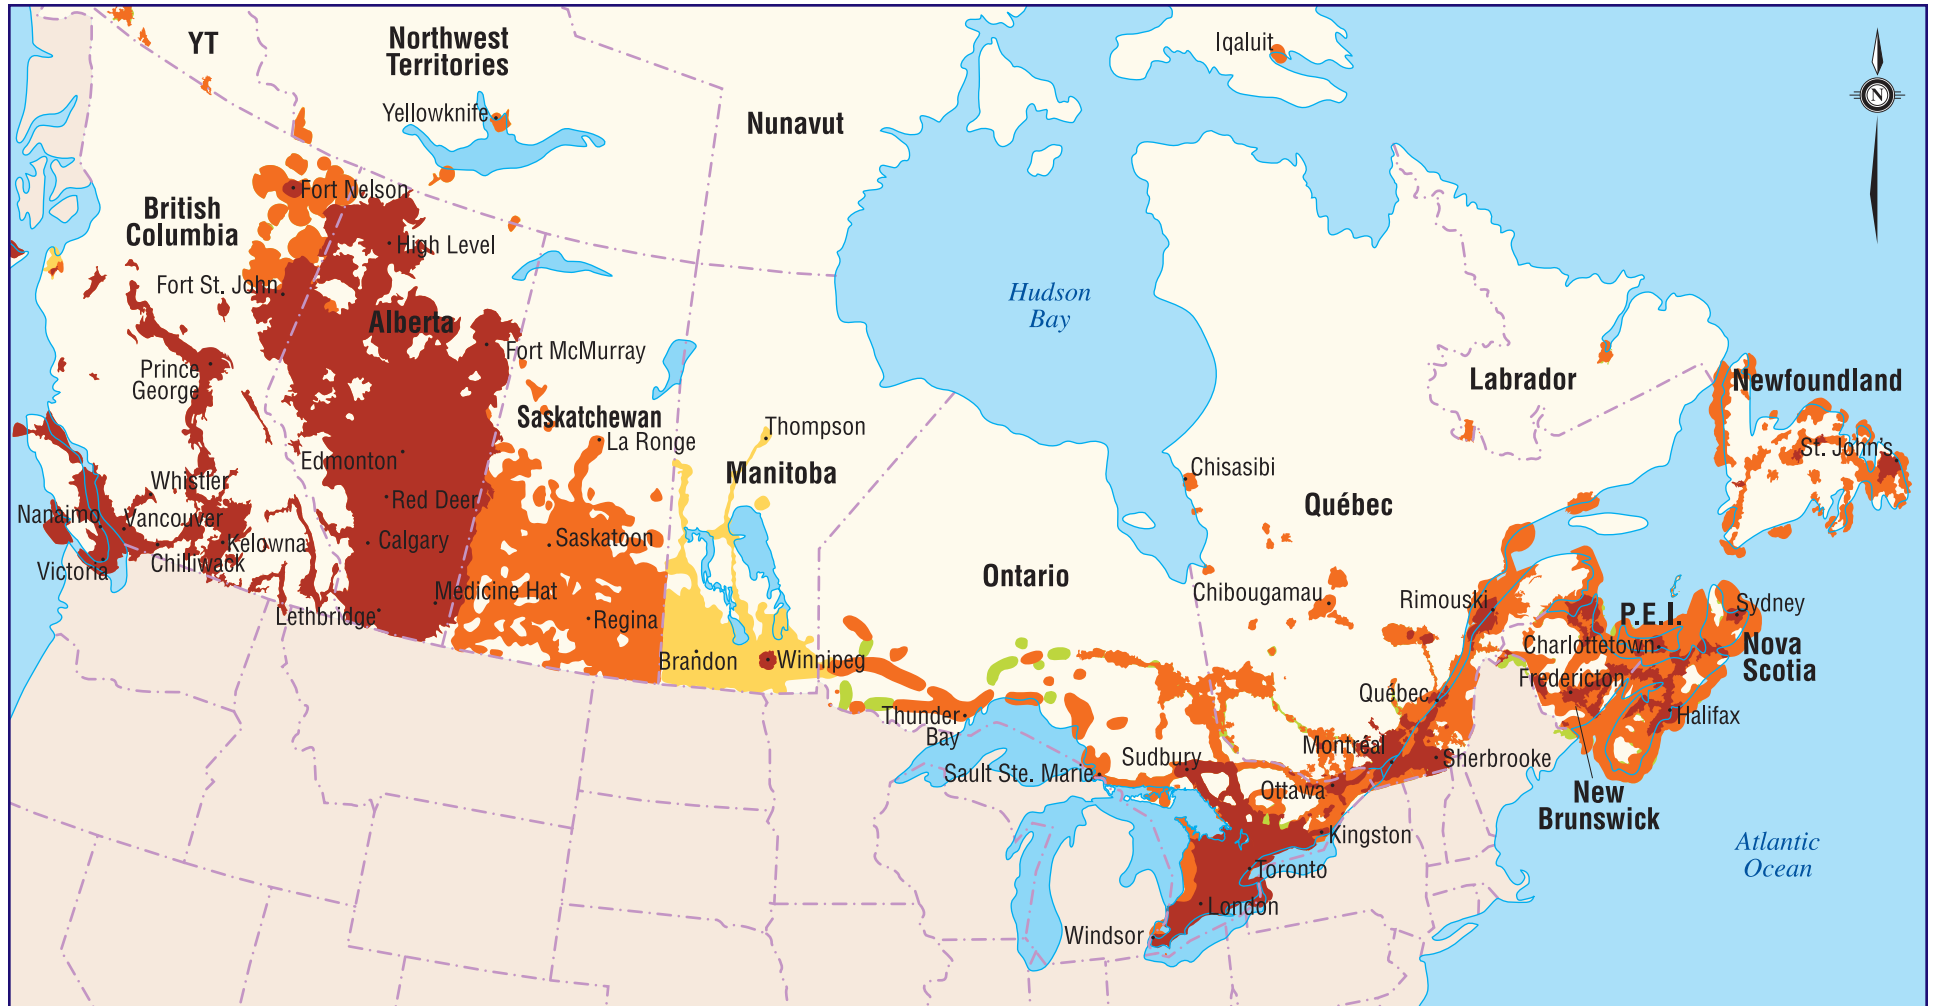 YT
Northwest
Territories
Iqaluit
N
Yellowknife
Nunavut
Fort Nelson
British
Columbia
High Level
Fort St. John
Hudson
Bay
Alberta
Fort McMurray
Prince
George
Labrador
Newfoundland
Saskatchewan
La Ronge
Thompson
Manitoba
St. John's
Edmonton
Chisasibi
Whistler
Red Deer
Québec
Nanaimo
Vancouver
Kelowna
Calgary
Saskatoon
Victoria
Chilliwack
Ontario
Medicine Hat
Chibougamau
Rimouski
P.E.I.
Sydney
Lethbridge
Regina
Charlottetown
Nova
Scotia
Brandon
Winnipeg
Fredericton
Québec
Thunder
Bay
Halifax
Montréal
Sudbury
Sherbrooke
Sault Ste. Marie
Ottawa
New
Brunswick
Kingston
Atlantic
Ocean
Toronto
London
Windsor